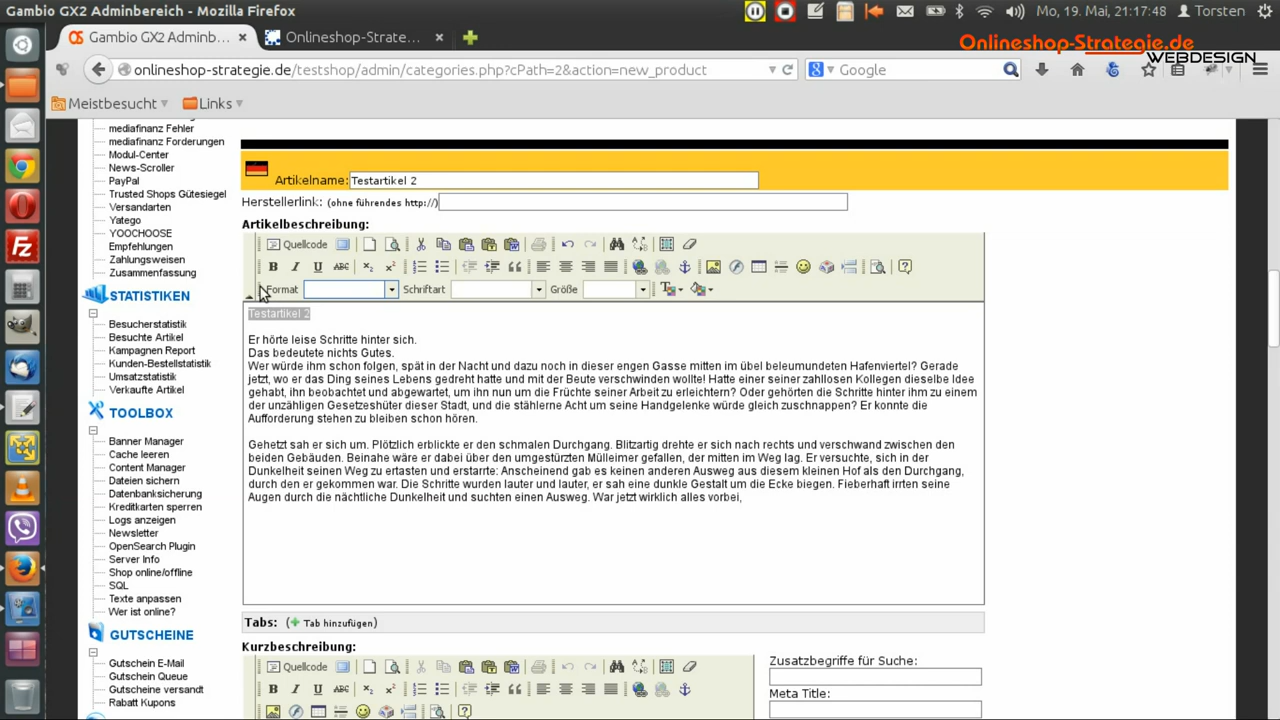 Gambio GX2 Adminbereich - Mozilla Firefox
Mo, 19. Mai, 21:17:48 Torsten
Gambio GX2 Adminb...
Onlineshop-Strate...
Onlineshop-Strategie.de
WEBDESIGN
onlineshop-strategie.de/testshop/admin/categories.php?cPath=2&action=new_product
Google
Meistbesucht
Links
mediafinanz Fehler
mediafinanz Forderungen
Modul-Center
News-Scroller
PayPal
Trusted Shops Gütesiegel
Versandarten
Yatego
YOOCHOOSE
Empfehlungen
Zahlungsweisen
Zusammenfassung
STATISTIKEN
Besucherstatistik
Besuchte Artikel
Kampagnen Report
Kunden-Bestellstatistik
Umsatzstatistik
Verkaufte Artikel
TOOLBOX
Banner Manager
Cache leeren
Content Manager
Dateien sichern
Datenbanksicherung
Kreditkarten sperren
Logs anzeigen
Newsletter
OpenSearch Plugin
Server Info
Shop online/offline
SQL
Texte anpassen
Wer ist online?
GUTSCHEINE
Gutschein E-Mail
Gutschein Queue
Gutscheine versandt
Rabatt Kupons
Artikelname: Testartikel 2
Herstellerlink: (ohne führendes http://)
Artikelbeschreibung:
Quellcode
Format Schriftart Größe
Testartikel 2
Er hörte leise Schritte hinter sich.
Das bedeutete nichts Gutes.
Wer würde ihm schon folgen, spät in der Nacht und dazu noch in dieser engen Gasse mitten im übel beleumundeten Hafenviertel? Gerade
jetzt, wo er das Ding seines Lebens gedreht hatte und mit der Beute verschwinden wollte! Hatte einer seiner zahllosen Kollegen dieselbe Idee
gehabt, ihn beobachtet und abgewartet, um ihn nun um die Früchte seiner Arbeit zu erleichtern? Oder gehörten die Schritte hinter ihm zu einem
der unzähligen Gesetzeshüter dieser Stadt, und die stählerne Acht um seine Handgelenke würde gleich zuschnappen? Er konnte die
Aufforderung stehen zu bleiben schon hören.
Gehetzt sah er sich um. Plötzlich erblickte er den schmalen Durchgang. Blitzartig drehte er sich nach rechts und verschwand zwischen den
beiden Gebäuden. Beinahe wäre er dabei über den umgestürzten Mülleimer gefallen, der mitten im Weg lag. Er versuchte, sich in der
Dunkelheit seinen Weg zu ertasten und erstarrte: Anscheinend gab es keinen anderen Ausweg aus diesem kleinen Hof als den Durchgang,
durch den er gekommen war. Die Schritte wurden lauter und lauter, er sah eine dunkle Gestalt um die Ecke biegen. Fieberhaft irrten seine
Augen durch die nächtliche Dunkelheit und suchten einen Ausweg. War jetzt wirklich alles vorbei,
Tabs: (+ Tab hinzufügen)
Kurzbeschreibung:
Quellcode
Zusatzbegriffe für Suche:
Meta Title: